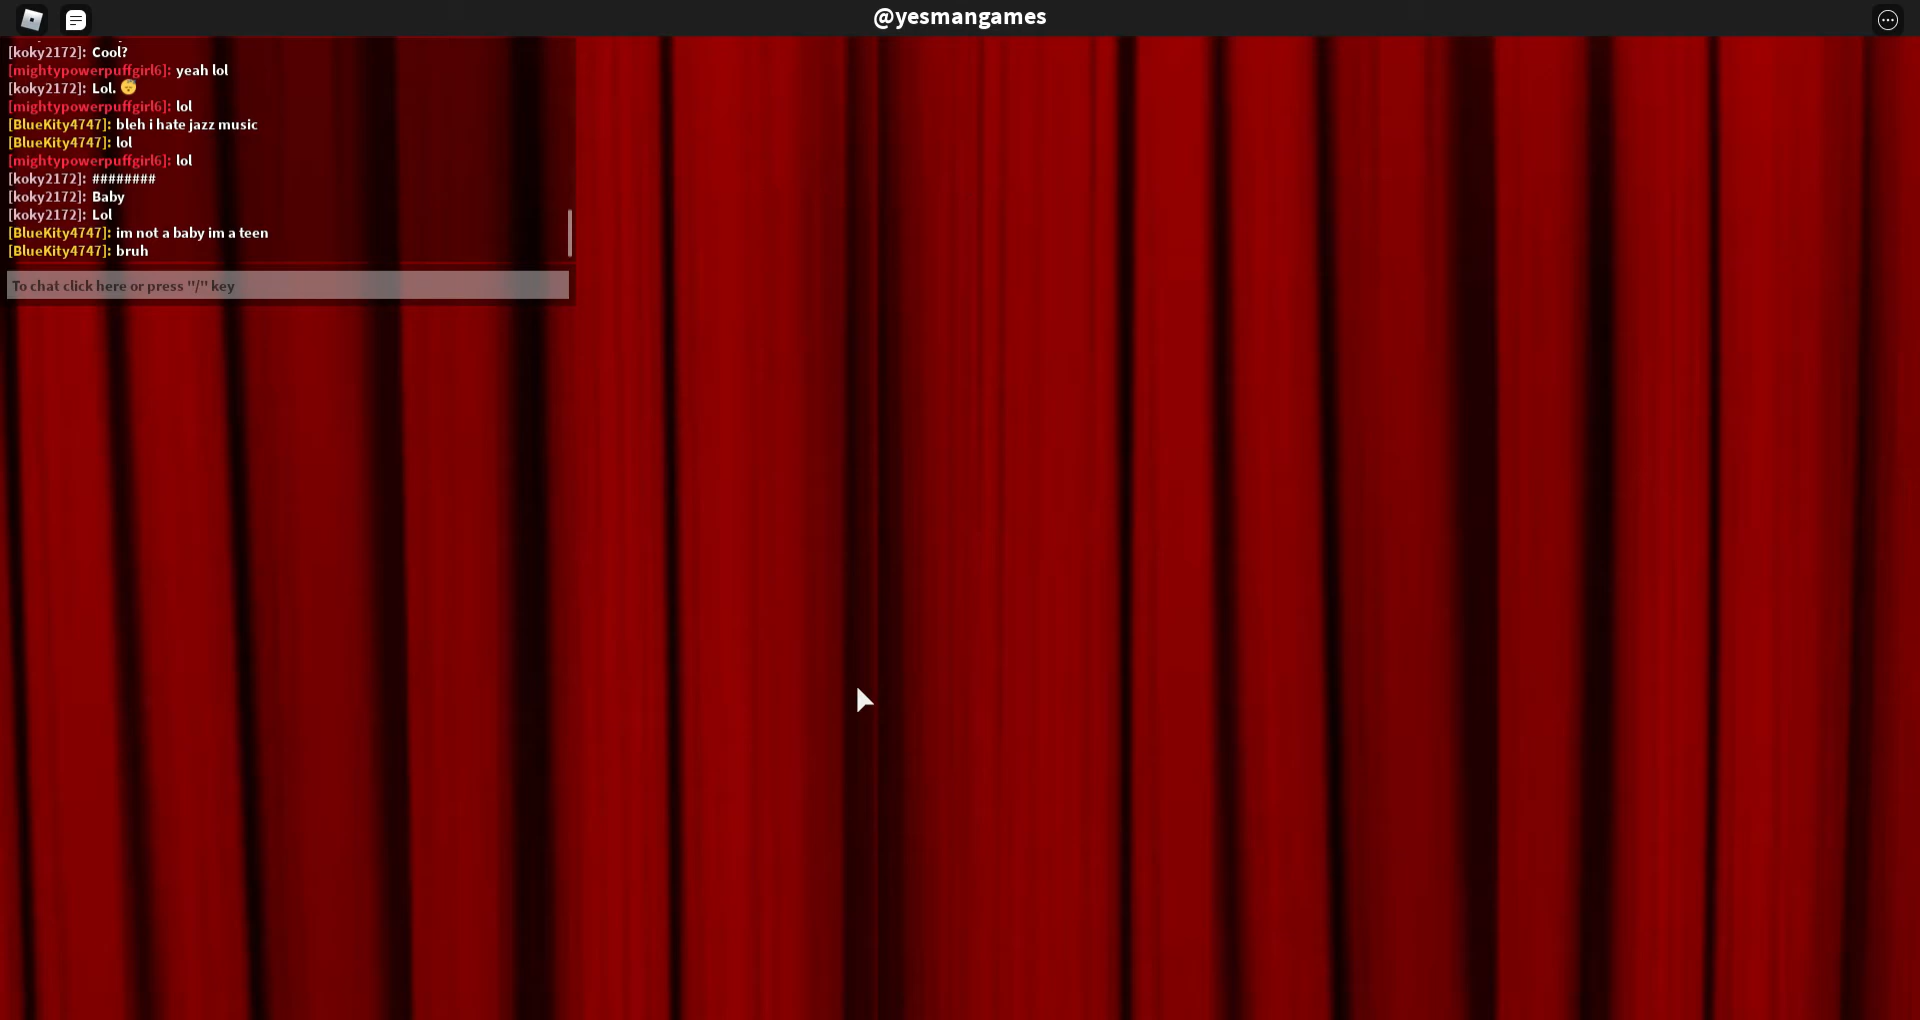 @yesmangames
[koky2172]: Cool?
[mightypowerpuffgirl6]: yeah lol
[koky2172]: Lol. 😴
[mightypowerpuffgirl6]: lol
[BlueKity4747]: bleh i hate jazz music
[BlueKity4747]: lol
[mightypowerpuffgirl6]: lol
[koky2172]: ########
[koky2172]: Baby
[koky2172]: Lol
[BlueKity4747]: im not a baby im a teen
[BlueKity4747]: bruh
To chat click here or press "/" key